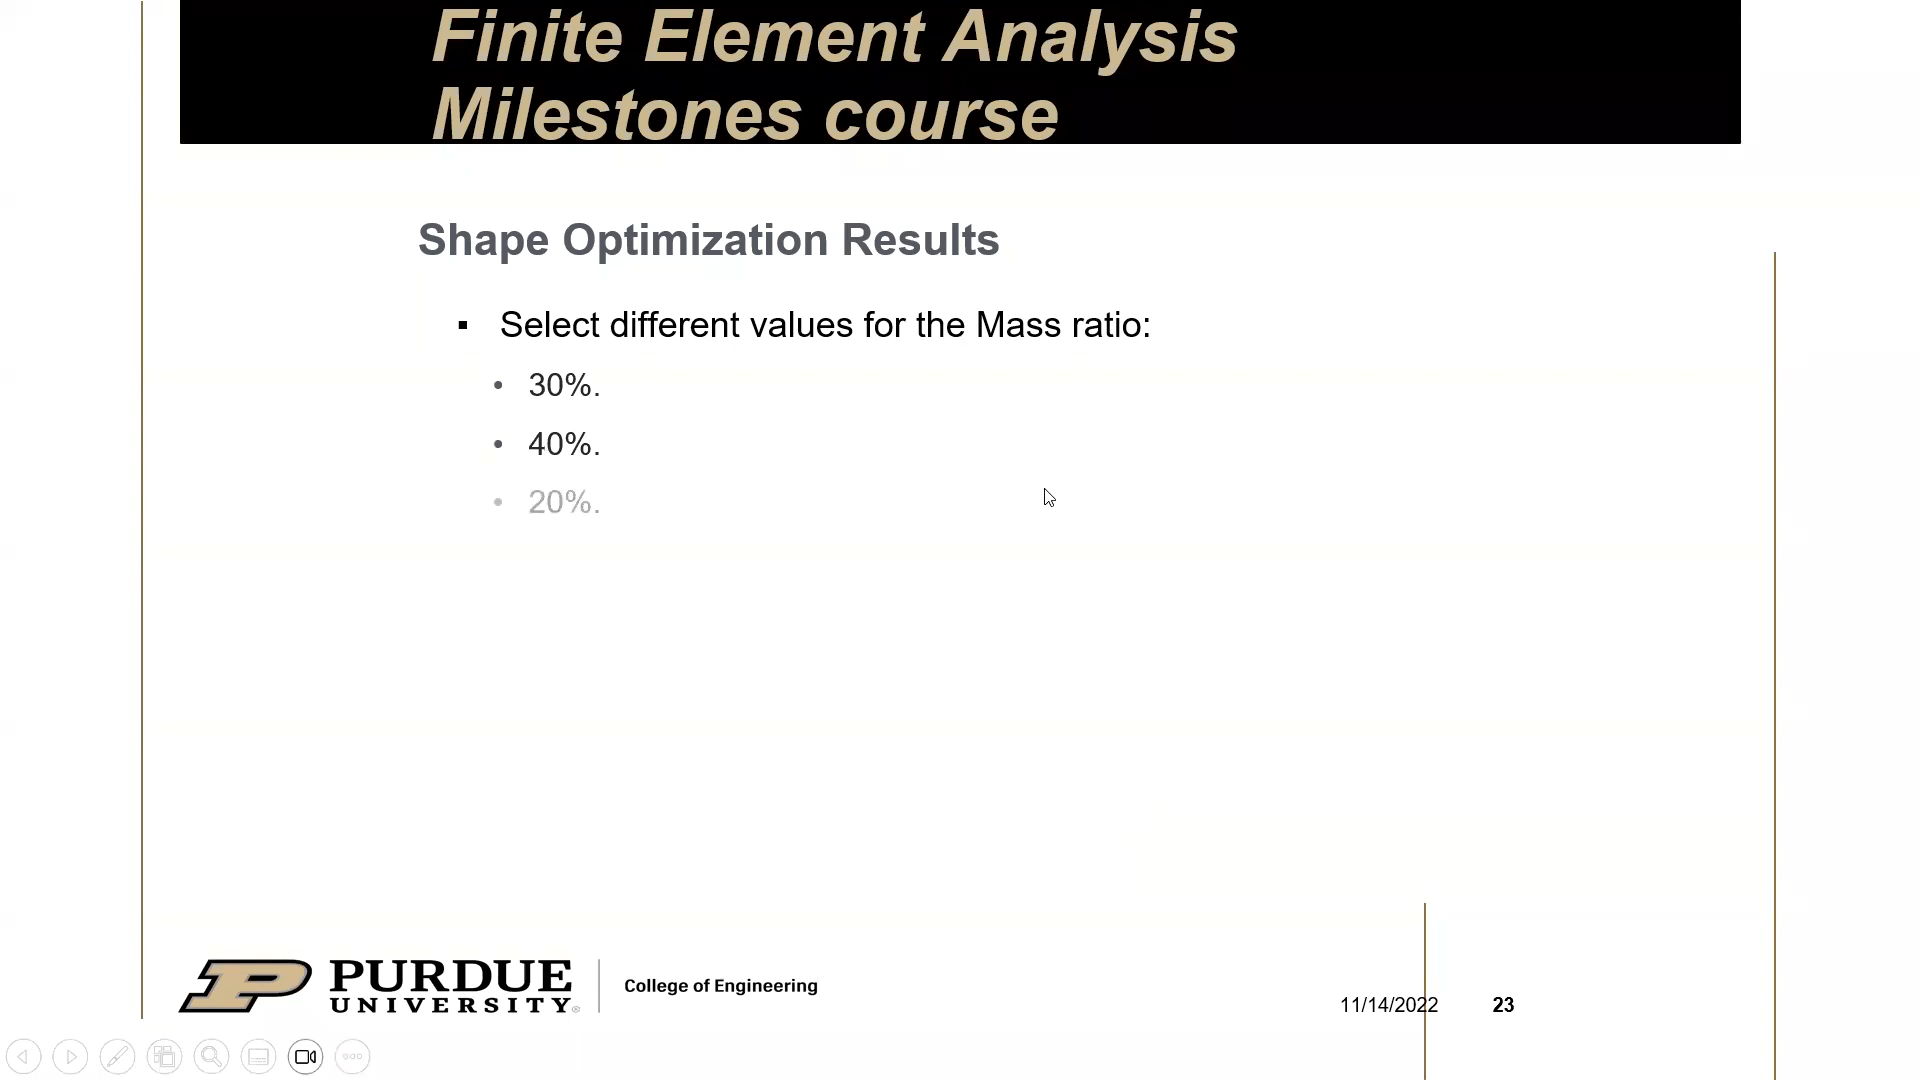 Finite Element Analysis
Milestones course
Shape Optimization Results
▪ Select different values for the Mass ratio:
• 30%.
• 40%.
• 20%.
PURDUE
UNIVERSITY®
College of Engineering
11/14/2022 23